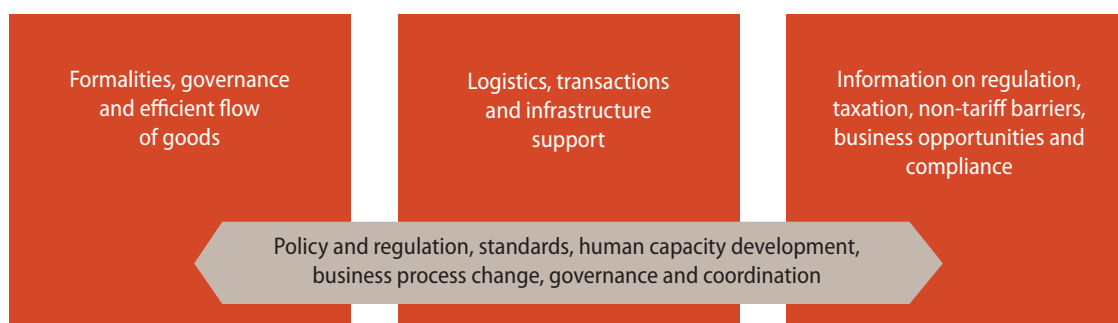 Formalities, governance
and efficient flow
of goods
Logistics, transactions
and infrastructure
support
Information on regulation,
taxation, non-tariff barriers,
business opportunities and
compliance
Policy and regulation, standards, human capacity development,
business process change, governance and coordination